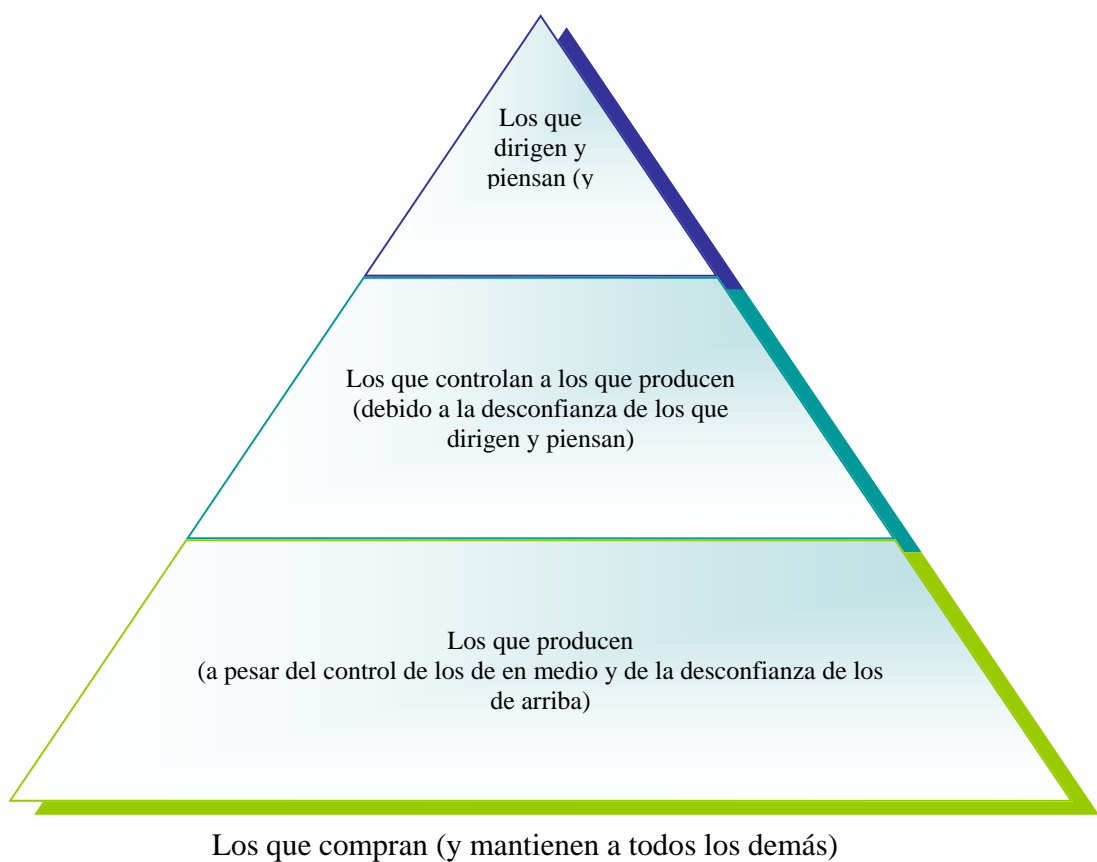 Los que
dirigen y
piensan (y
Los que controlan a los que producen
(debido a la desconfianza de los que
dirigen y piensan)
Los que producen
(a pesar del control de los de en medio y de la desconfianza de los
de arriba)
Los que compran (y mantienen a todos los demás)